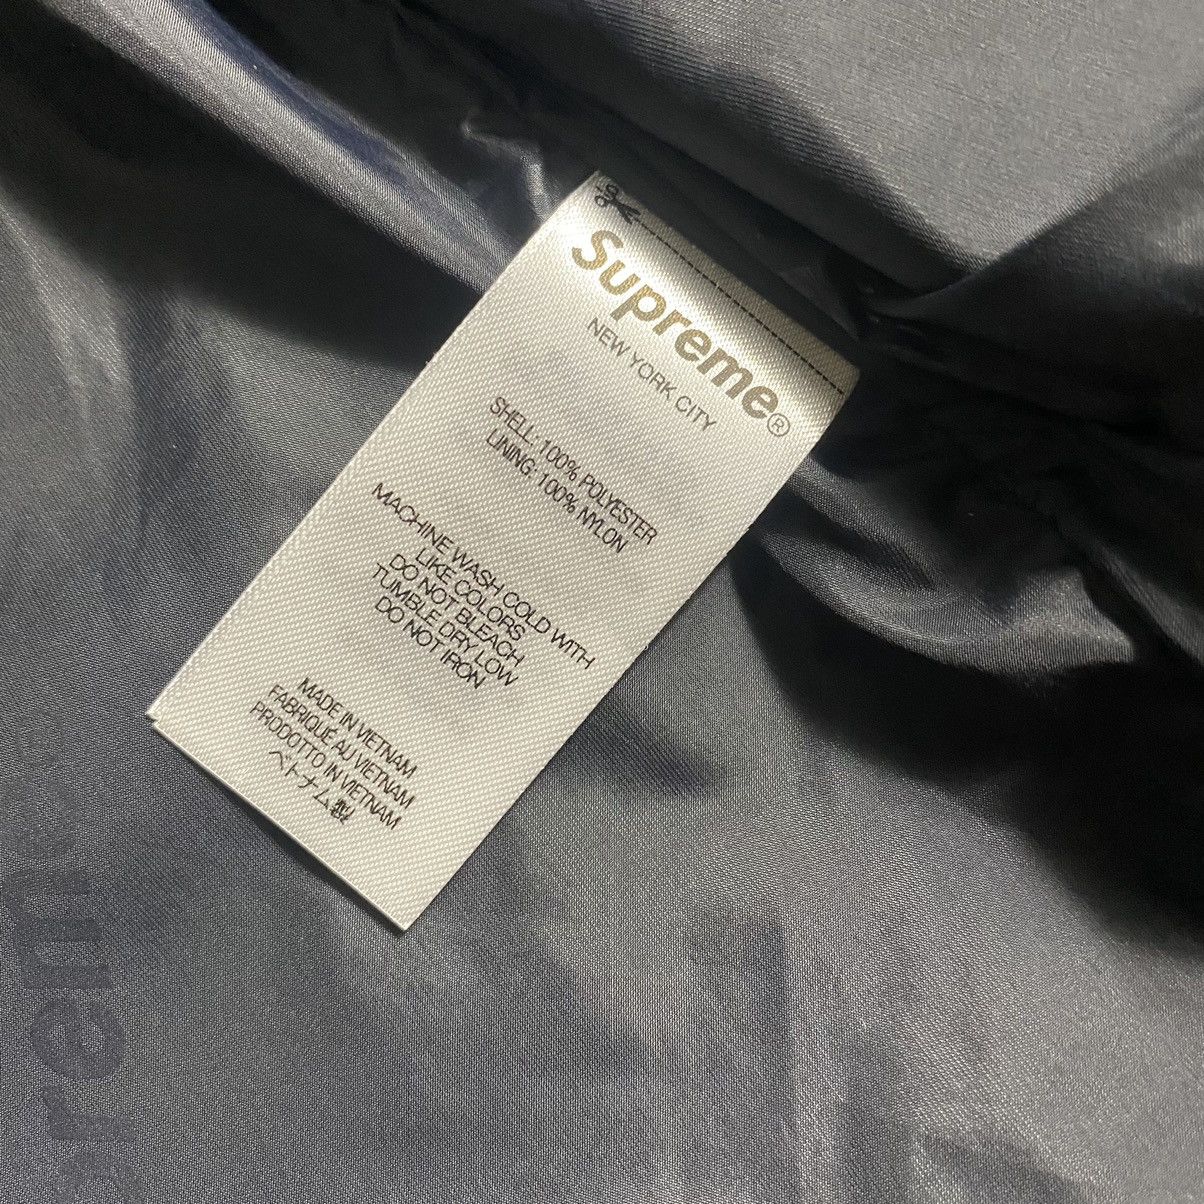 Supreme®
NEW YORK CITY
SHELL: 100% POLYESTER
LINING: 100% NYLON
MACHINE WASH COLD WITH
LIKE COLORS
DO NOT BLEACH
TUMBLE DRY LOW
DO NOT IRON
MADE IN VIETNAM
FABRIQUÉ AU VIETNAM
PRODOTTO IN VIETNAM
ベトナム製
preme